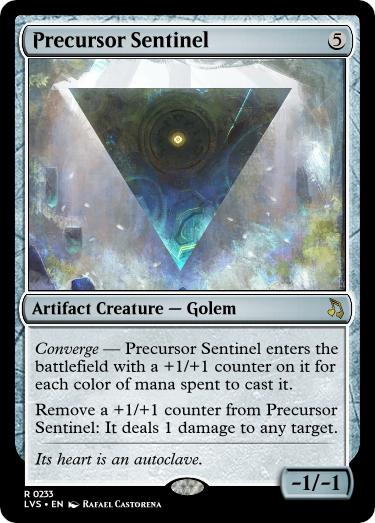 Precursor Sentinel 5
Artifact Creature — Golem
Converge — Precursor Sentinel enters the
battlefield with a +1/+1 counter on it for
each color of mana spent to cast it.
Remove a +1/+1 counter from Precursor
Sentinel: It deals 1 damage to any target.
Its heart is an autoclave.
-1/-1
R 0233
LVS • EN Rafael Castorena